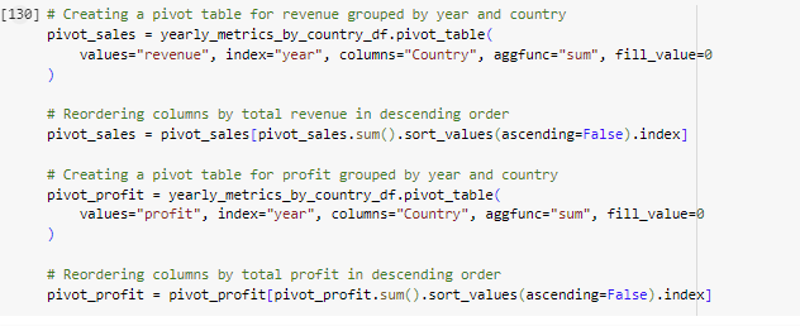 [130] # Creating a pivot table for revenue grouped by year and country
pivot_sales = yearly_metrics_by_country_df.pivot_table(
    values="revenue", index="year", columns="Country", aggfunc="sum", fill_value=0
)

# Reordering columns by total revenue in descending order
pivot_sales = pivot_sales[pivot_sales.sum().sort_values(ascending=False).index]

# Creating a pivot table for profit grouped by year and country
pivot_profit = yearly_metrics_by_country_df.pivot_table(
    values="profit", index="year", columns="Country", aggfunc="sum", fill_value=0
)

# Reordering columns by total profit in descending order
pivot_profit = pivot_profit[pivot_profit.sum().sort_values(ascending=False).index]